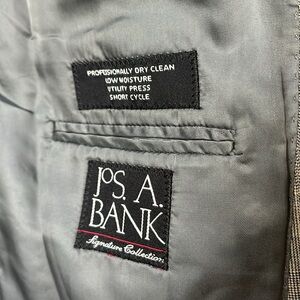 PROFESSIONALLY DRY CLEAN
LOW MOISTURE
UTILITY PRESS
SHORT CYCLE
JOS. A.
BANK
Signature Collection